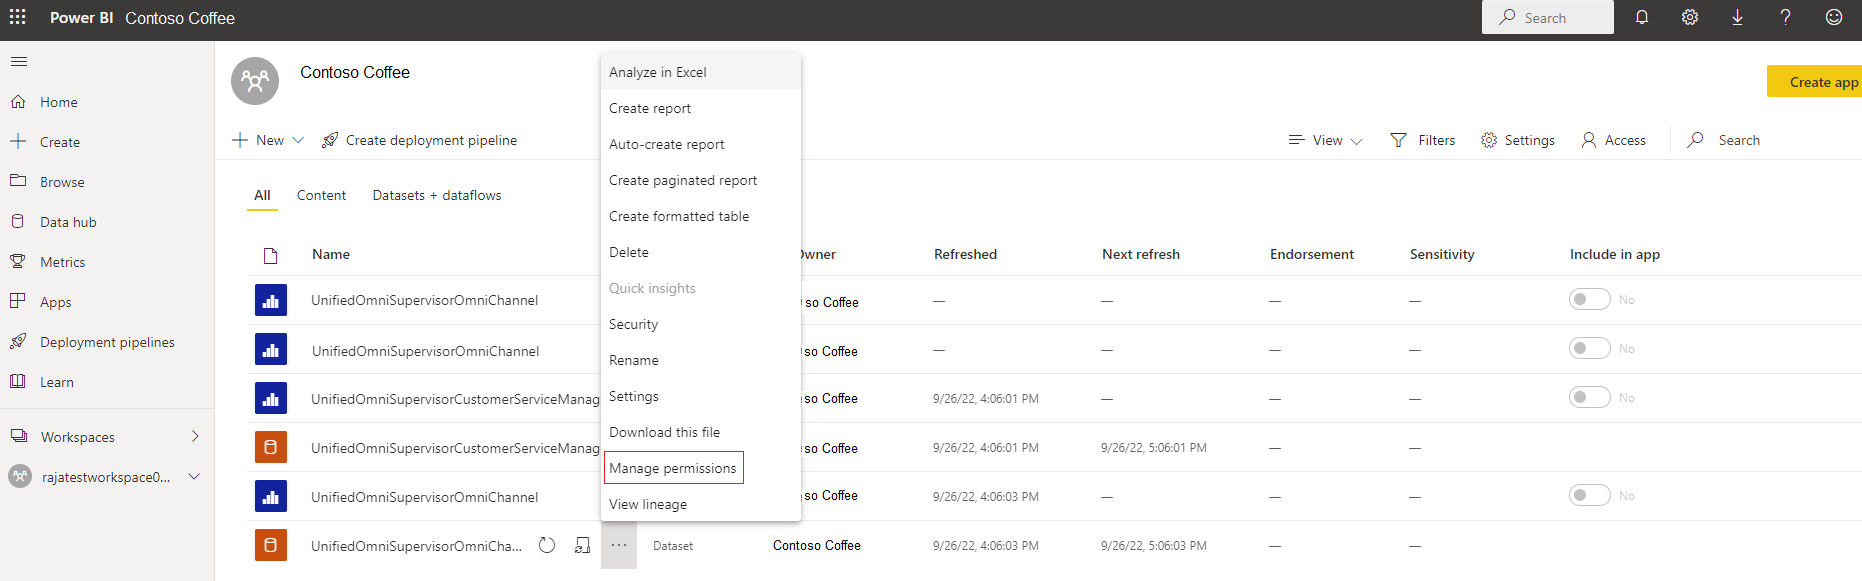 Power BI Contoso Coffee Search
Contoso Coffee
Create app
Home
Create
Browse
Data hub
Metrics
Apps
Deployment pipelines
Learn
Workspaces
rajatestworkspace0...
New Create deployment pipeline
View Filters Settings Access Search
All Content Datasets + dataflows
Analyze in Excel
Create report
Auto-create report
Create paginated report
Create formatted table
Delete
Quick insights
Security
Rename
Settings
Download this file
Manage permissions
View lineage
Name Owner Refreshed Next refresh Endorsement Sensitivity Include in app
UnifiedOmniSupervisorOmniChannel so Coffee — — — — No
UnifiedOmniSupervisorOmniChannel so Coffee — — — — No
UnifiedOmniSupervisorCustomerServiceManag so Coffee 9/26/22, 4:06:01 PM — — — No
UnifiedOmniSupervisorCustomerServiceManag so Coffee 9/26/22, 4:06:01 PM 9/26/22, 5:06:01 PM — —
UnifiedOmniSupervisorOmniChannel so Coffee 9/26/22, 4:06:03 PM — — — No
UnifiedOmniSupervisorOmniCha... ... Dataset Contoso Coffee 9/26/22, 4:06:03 PM 9/26/22, 5:06:03 PM — —